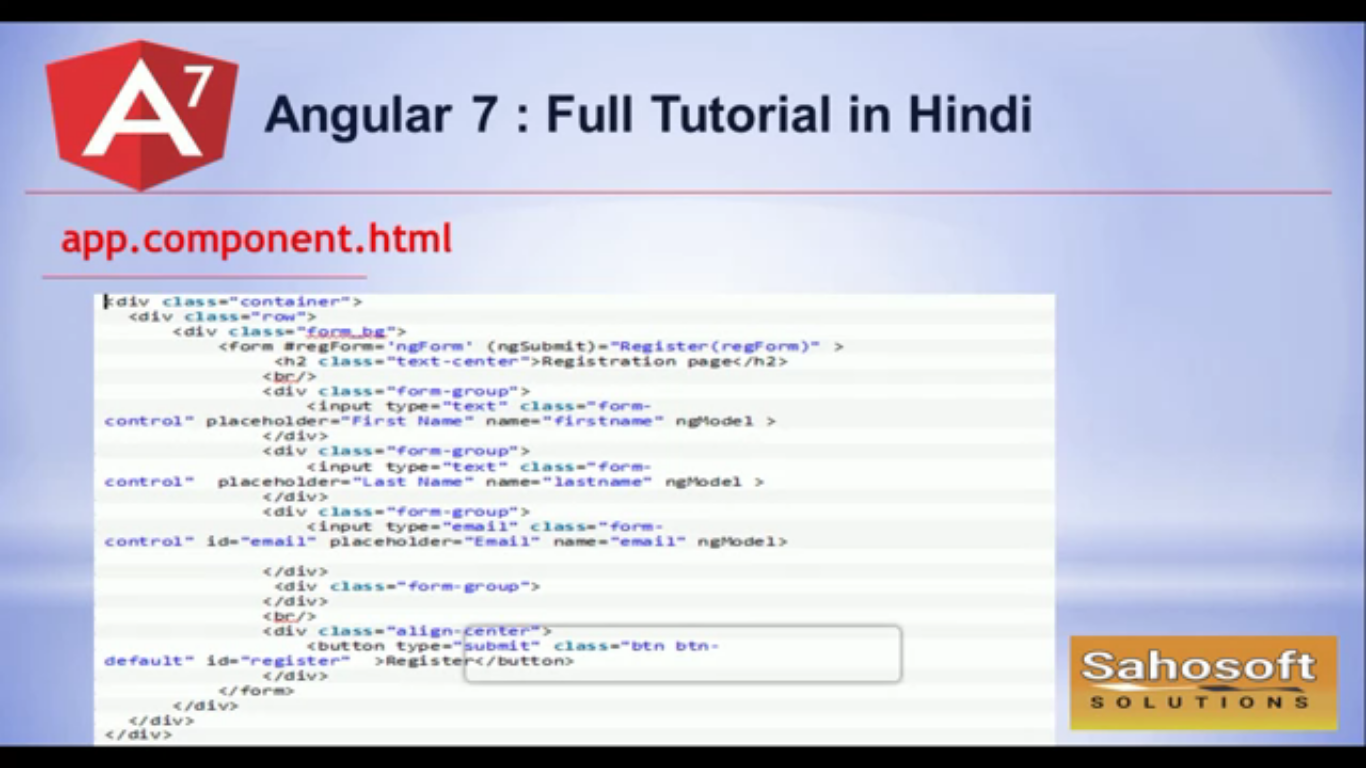 A7
Angular 7 : Full Tutorial in Hindi
app.component.html
<div class="container">
<div class="row">
<div class="form_bg">
<form #regForm='ngForm' (ngSubmit)="Register(regForm)" >
<h2 class="text-center">Registration page</h2>
<br/>
<div class="form-group">
<input type="text" class="form-
control" placeholder="First Name" name="firstname" ngModel >
</div>
<div class="form-group">
<input type="text" class="form-
control"  placeholder="Last Name" name="lastname" ngModel >
</div>
<div class="form-group">
<input type="email" class="form-
control" id="email" placeholder="Email" name="email" ngModel>
</div>
<div class="form-group">
</div>
<br/>
<div class="align-center">
<button type="submit" class="btn btn-
default" id="register"  >Register</button>
</div>
</form>
</div>
</div>
</div>
Sahosoft
SOLUTIONS